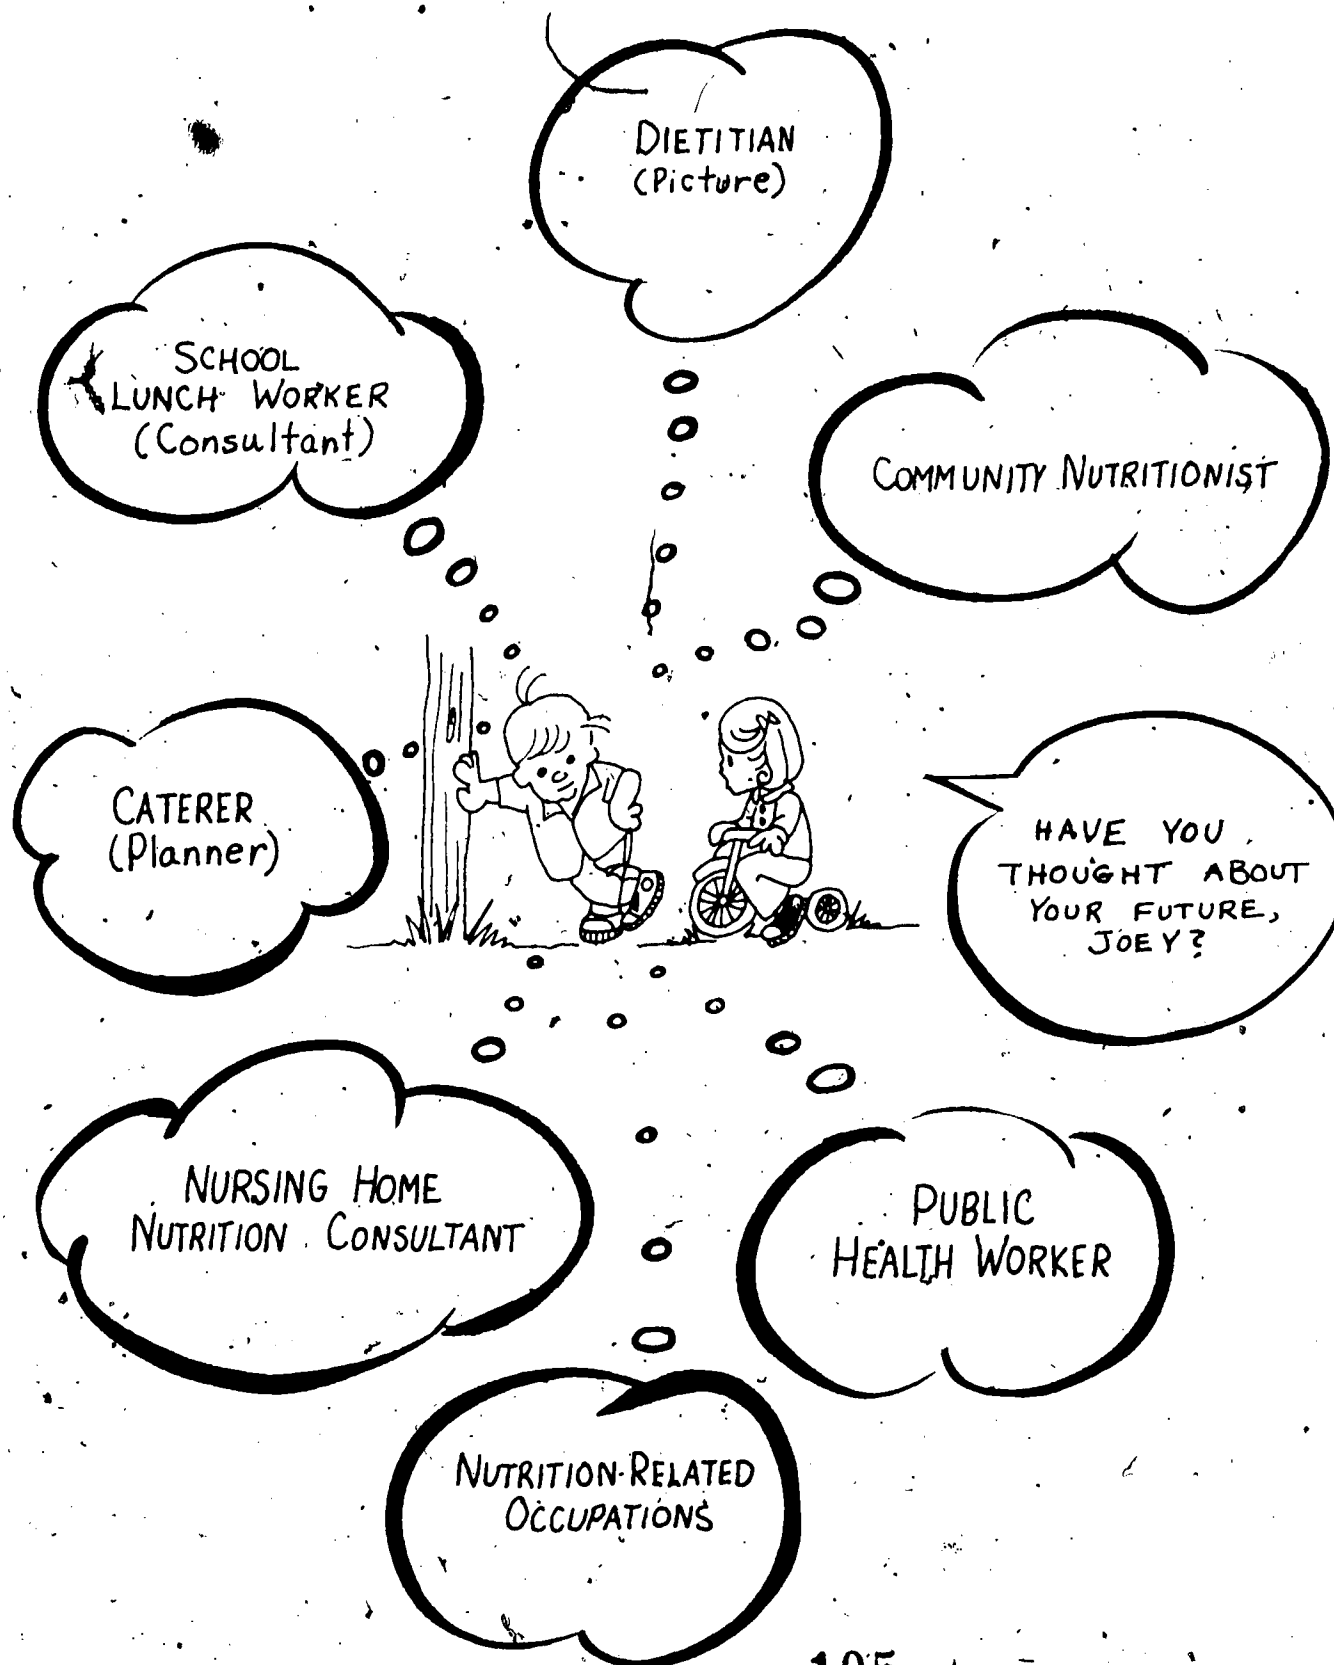 DIETITIAN
(Picture)
SCHOOL
LUNCH WORKER
(Consultant)
COMMUNITY NUTRITIONIST
CATERER
(Planner)
HAVE YOU
THOUGHT ABOUT
YOUR FUTURE,
JOEY?
NURSING HOME
NUTRITION CONSULTANT
PUBLIC
HEALTH WORKER
NUTRITION-RELATED
OCCUPATIONS